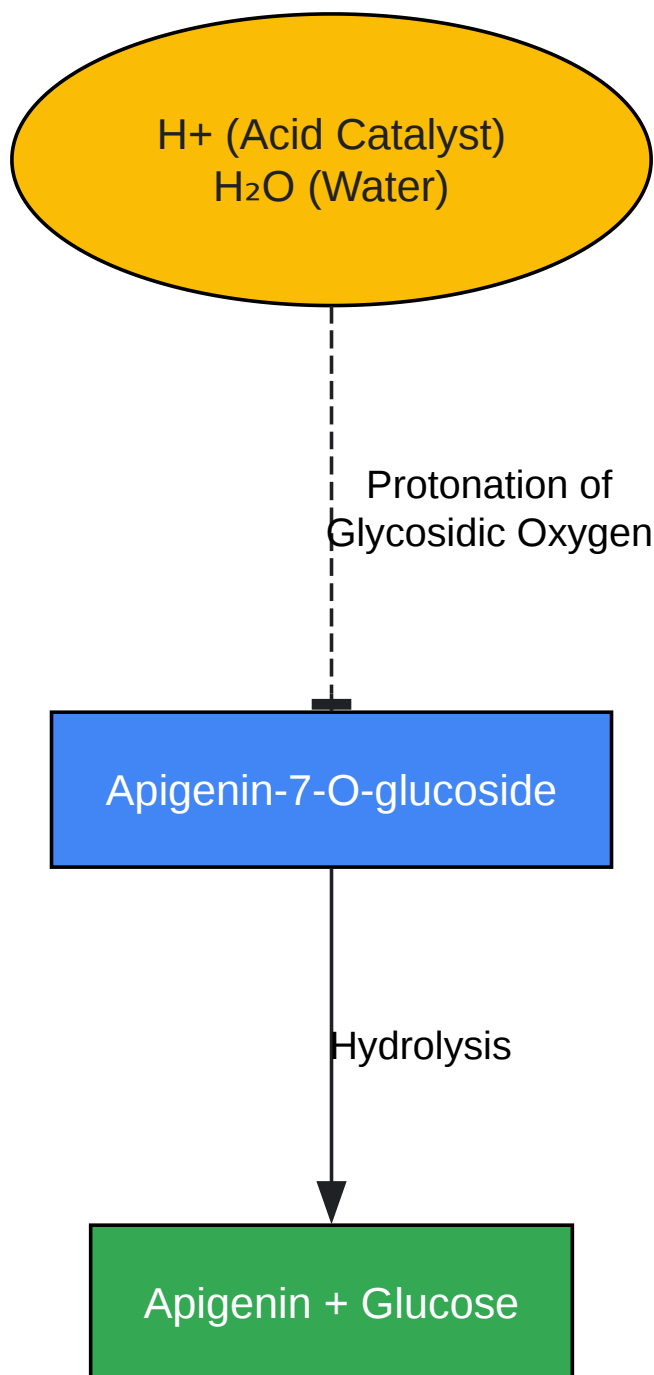 H+ (Acid Catalyst)
H₂O (Water)
Protonation of
Glycosidic Oxygen
Apigenin-7-O-glucoside
Hydrolysis
Apigenin + Glucose